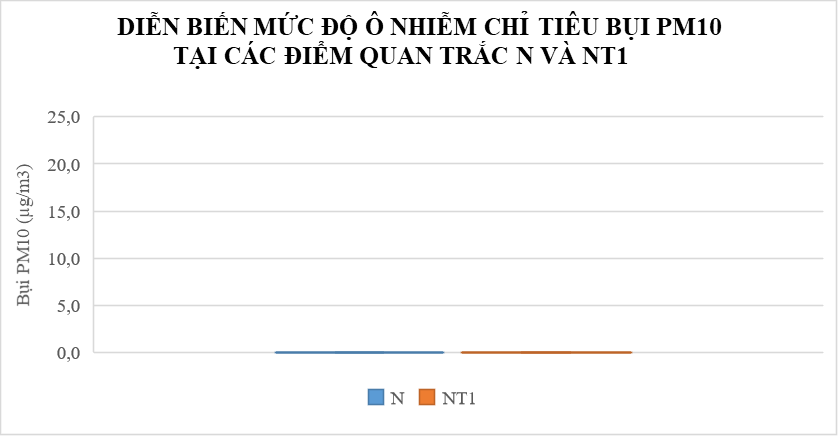 DIỄN BIẾN MỨC ĐỘ Ô NHIỄM CHỈ TIÊU BỤI PM10
TẠI CÁC ĐIỂM QUAN TRẮC N VÀ NT1
25,0
20,0
15,0
10,0
5,0
0,0
Bụi PM10 (µg/m3)
N
NT1